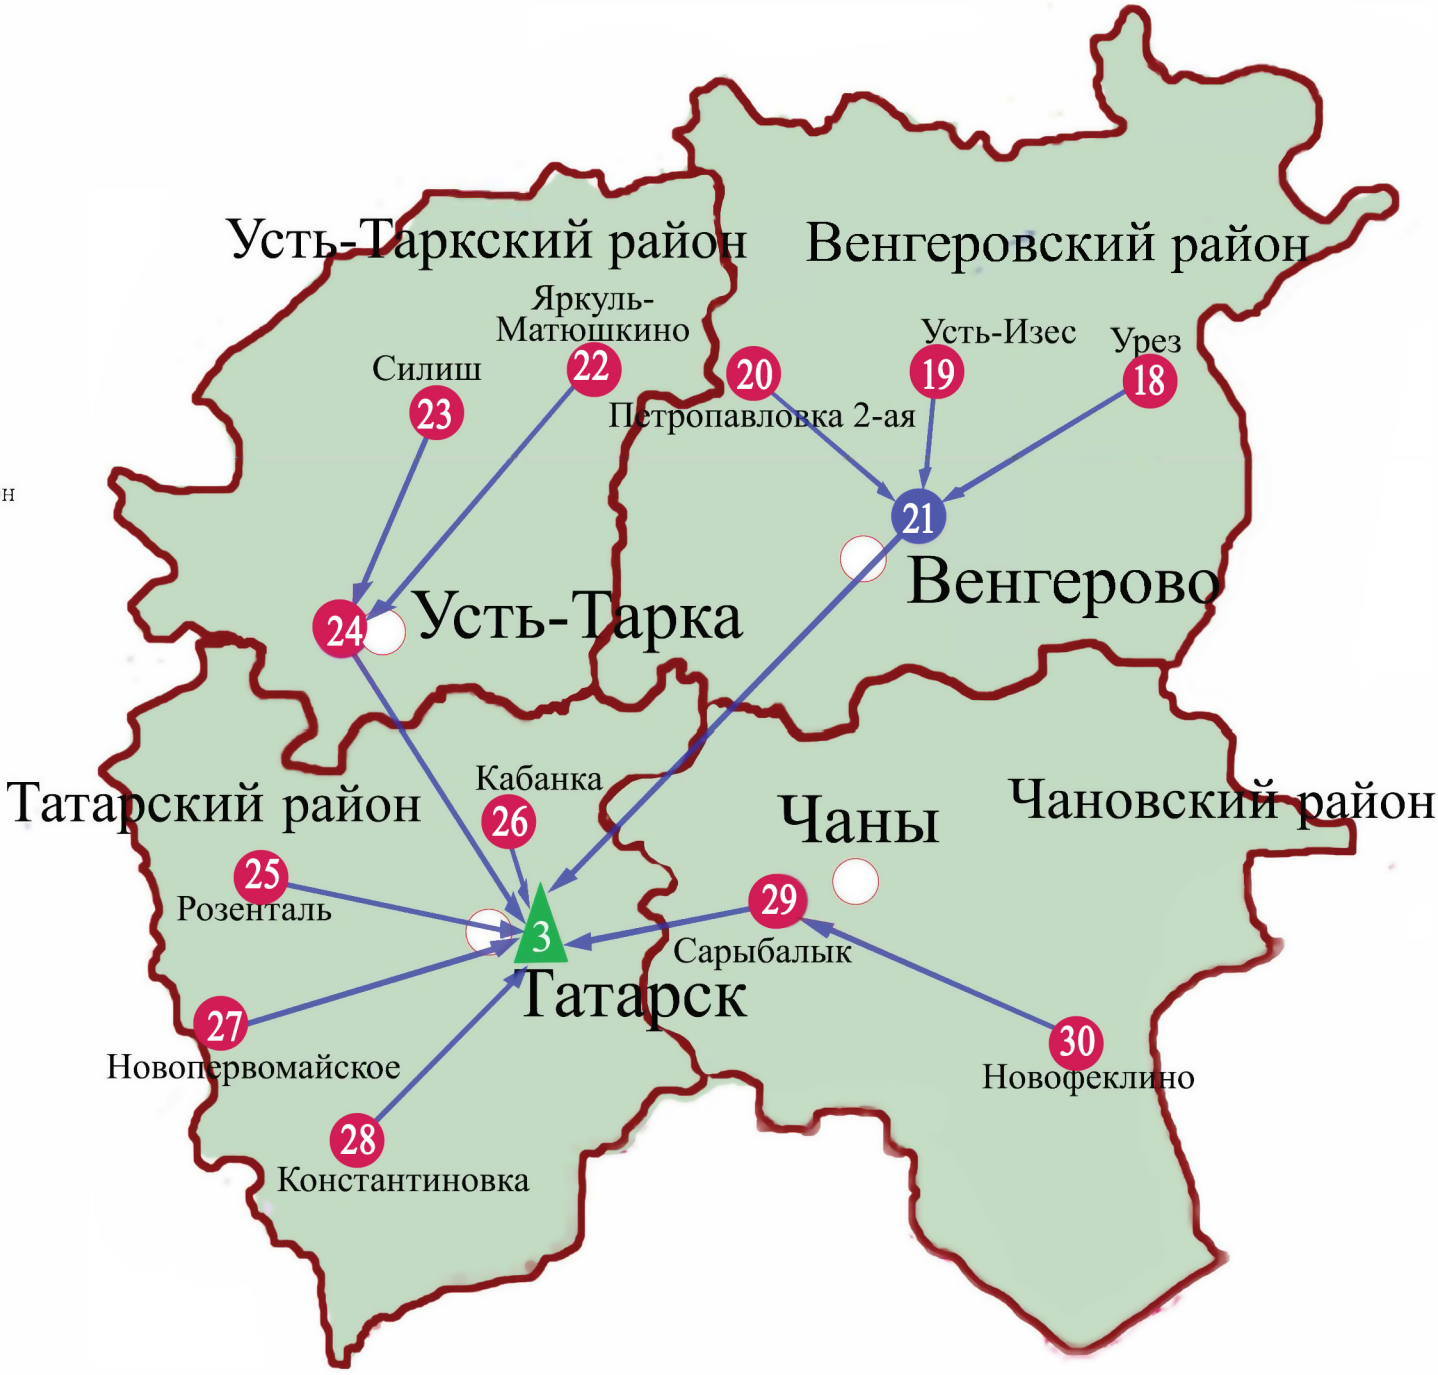 Усть-Таркский район
Венгеровский район
Яркуль-
Матюшкино
Усть-Изес
Урез
Силиш
22
20
19
18
23
Петропавловка 2-ая
н
21
Венгерово
24
Усть-Тарка
Кабанка
Татарский район
Чаны
Чановский район
26
25
Розенталь
29
3
Сарыбалык
Татарск
27
30
Новопервомайское
Новофеклино
28
Константиновка